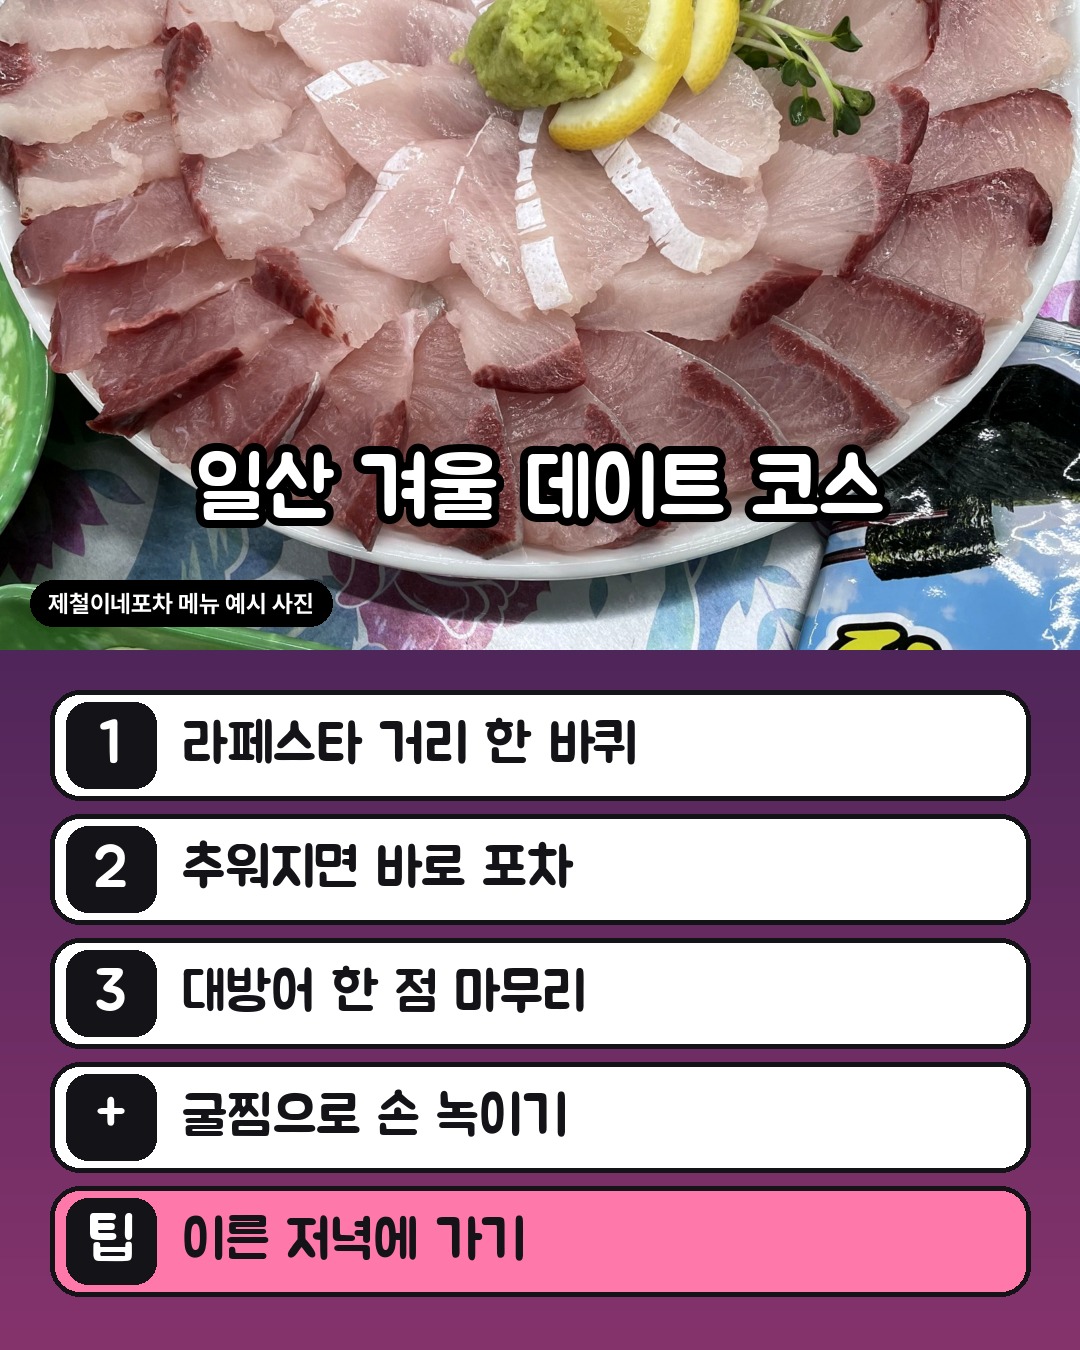 일산 겨울 데이트 코스
제철이네포차 메뉴 예시 사진
1 라페스타 거리 한 바퀴
2 추워지면 바로 포차
3 대방어 한 점 마무리
+ 굴찜으로 손 녹이기
팁 이른 저녁에 가기